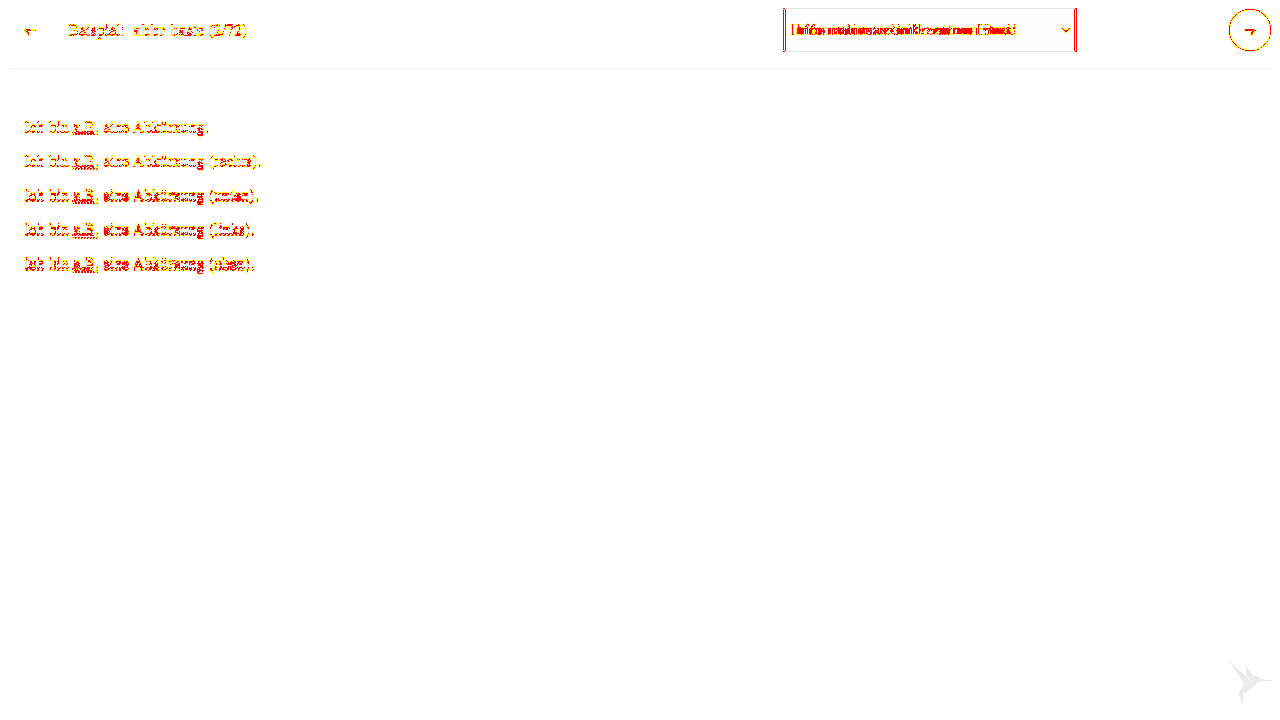 ← Beispiel: abbr basic (2/72) →
Ich bin z.B. eine Abkürzung.
Ich bin z.B. eine Abkürzung (rechts).
Ich bin z.B. eine Abkürzung (unten).
Ich bin z.B. eine Abkürzung (links).
Ich bin z.B. eine Abkürzung (oben).